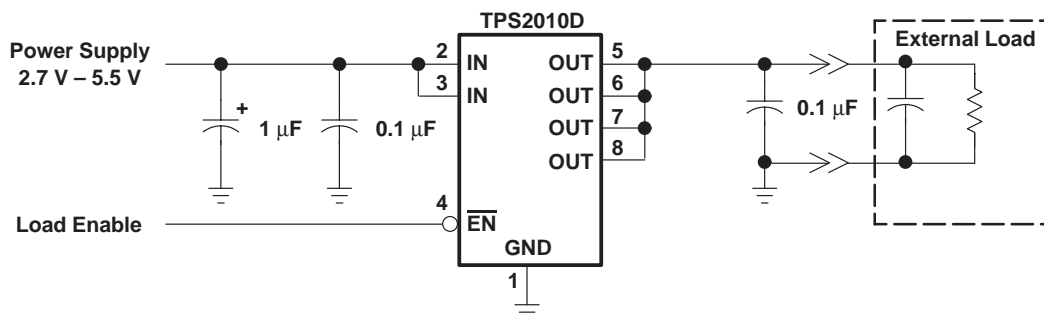 TPS2010D
Power Supply
2.7 V – 5.5 V
2
IN
3
IN
OUT
5
OUT
6
OUT
7
OUT
8
External Load
+
1 μF
0.1 μF
0.1 μF
Load Enable
4
EN
GND
1